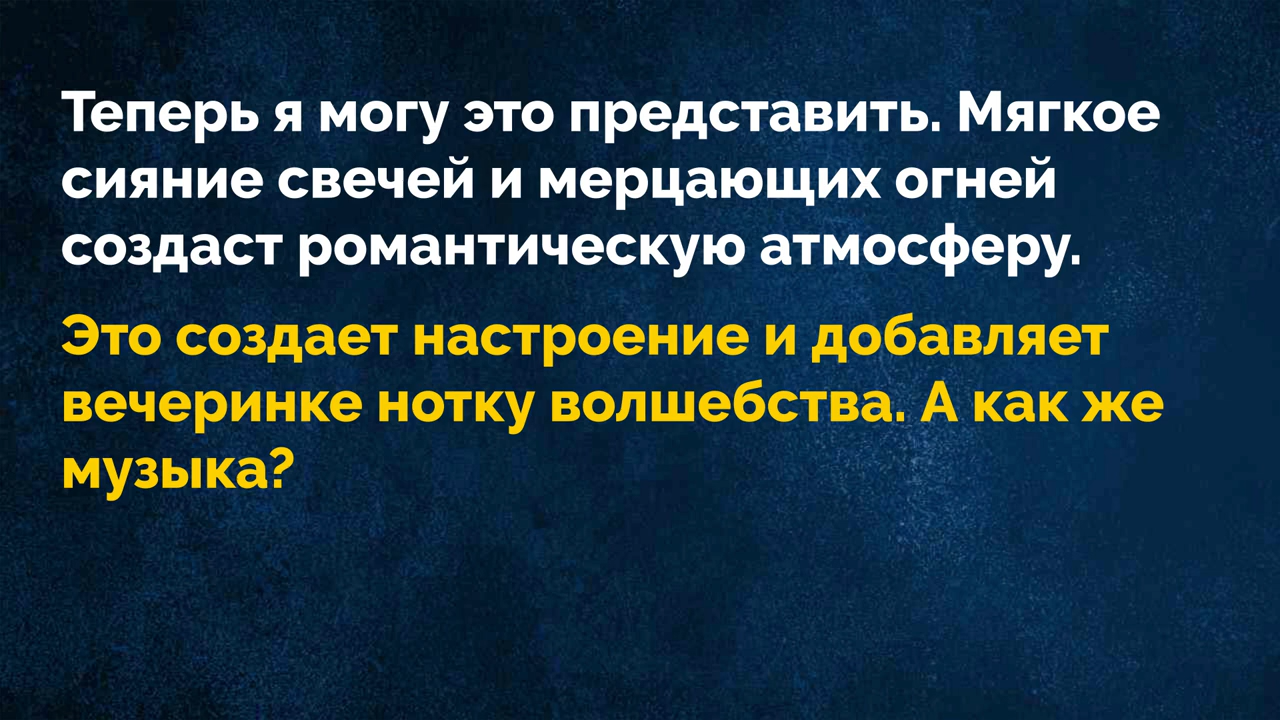 Теперь я могу это представить. Мягкое
сияние свечей и мерцающих огней
создаст романтическую атмосферу.
Это создает настроение и добавляет
вечеринке нотку волшебства. А как же
музыка?